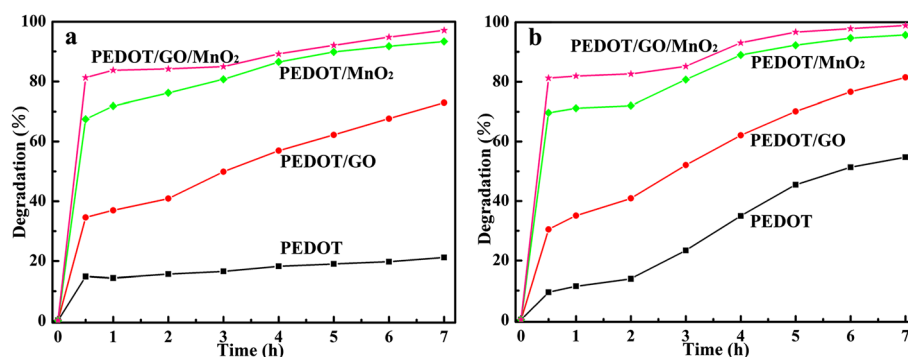 100
80
60
40
20
0
Degradation (%)
a
PEDOT/GO/MnO₂
PEDOT/MnO₂
PEDOT/GO
PEDOT
0 1 2 3 4 5 6 7
Time (h)
100
80
60
40
20
0
Degradation (%)
b
PEDOT/GO/MnO₂
PEDOT/MnO₂
PEDOT/GO
PEDOT
0 1 2 3 4 5 6 7
Time (h)